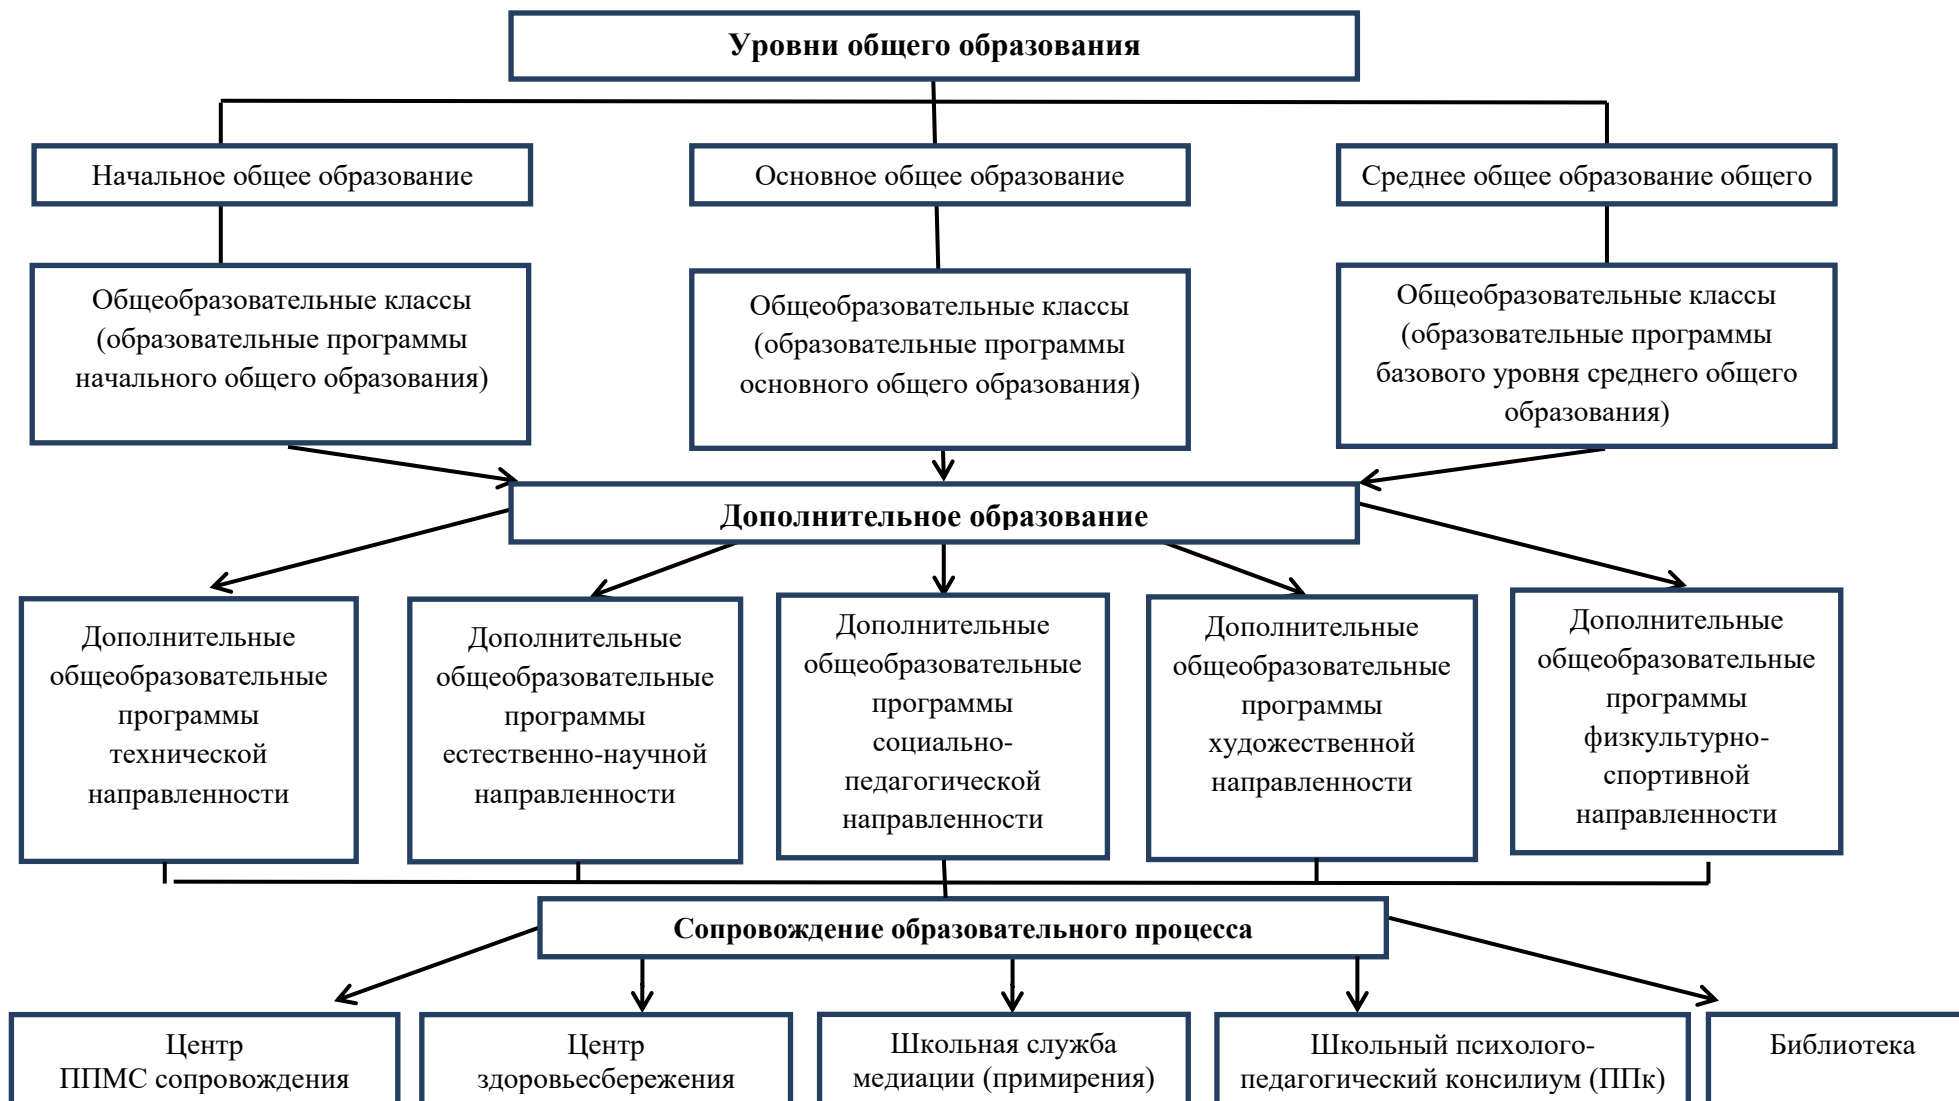 Уровни общего образования
Начальное общее образование
Основное общее образование
Среднее общее образование общего
Общеобразовательные классы
(образовательные программы
начального общего образования)
Общеобразовательные классы
(образовательные программы
основного общего образования)
Общеобразовательные классы
(образовательные программы
базового уровня среднего общего
образования)
Дополнительное образование
Дополнительные
общеобразовательные
программы
технической
направленности
Дополнительные
общеобразовательные
программы
естественно-научной
направленности
Дополнительные
общеобразовательные
программы
социально-
педагогической
направленности
Дополнительные
общеобразовательные
программы
художественной
направленности
Дополнительные
общеобразовательные
программы
физкультурно-
спортивной
направленности
Сопровождение образовательного процесса
Центр
ППМС сопровождения
Центр
здоровьесбережения
Школьная служба
медиации (примирения)
Школьный психолого-
педагогический консилиум (ППк)
Библиотека